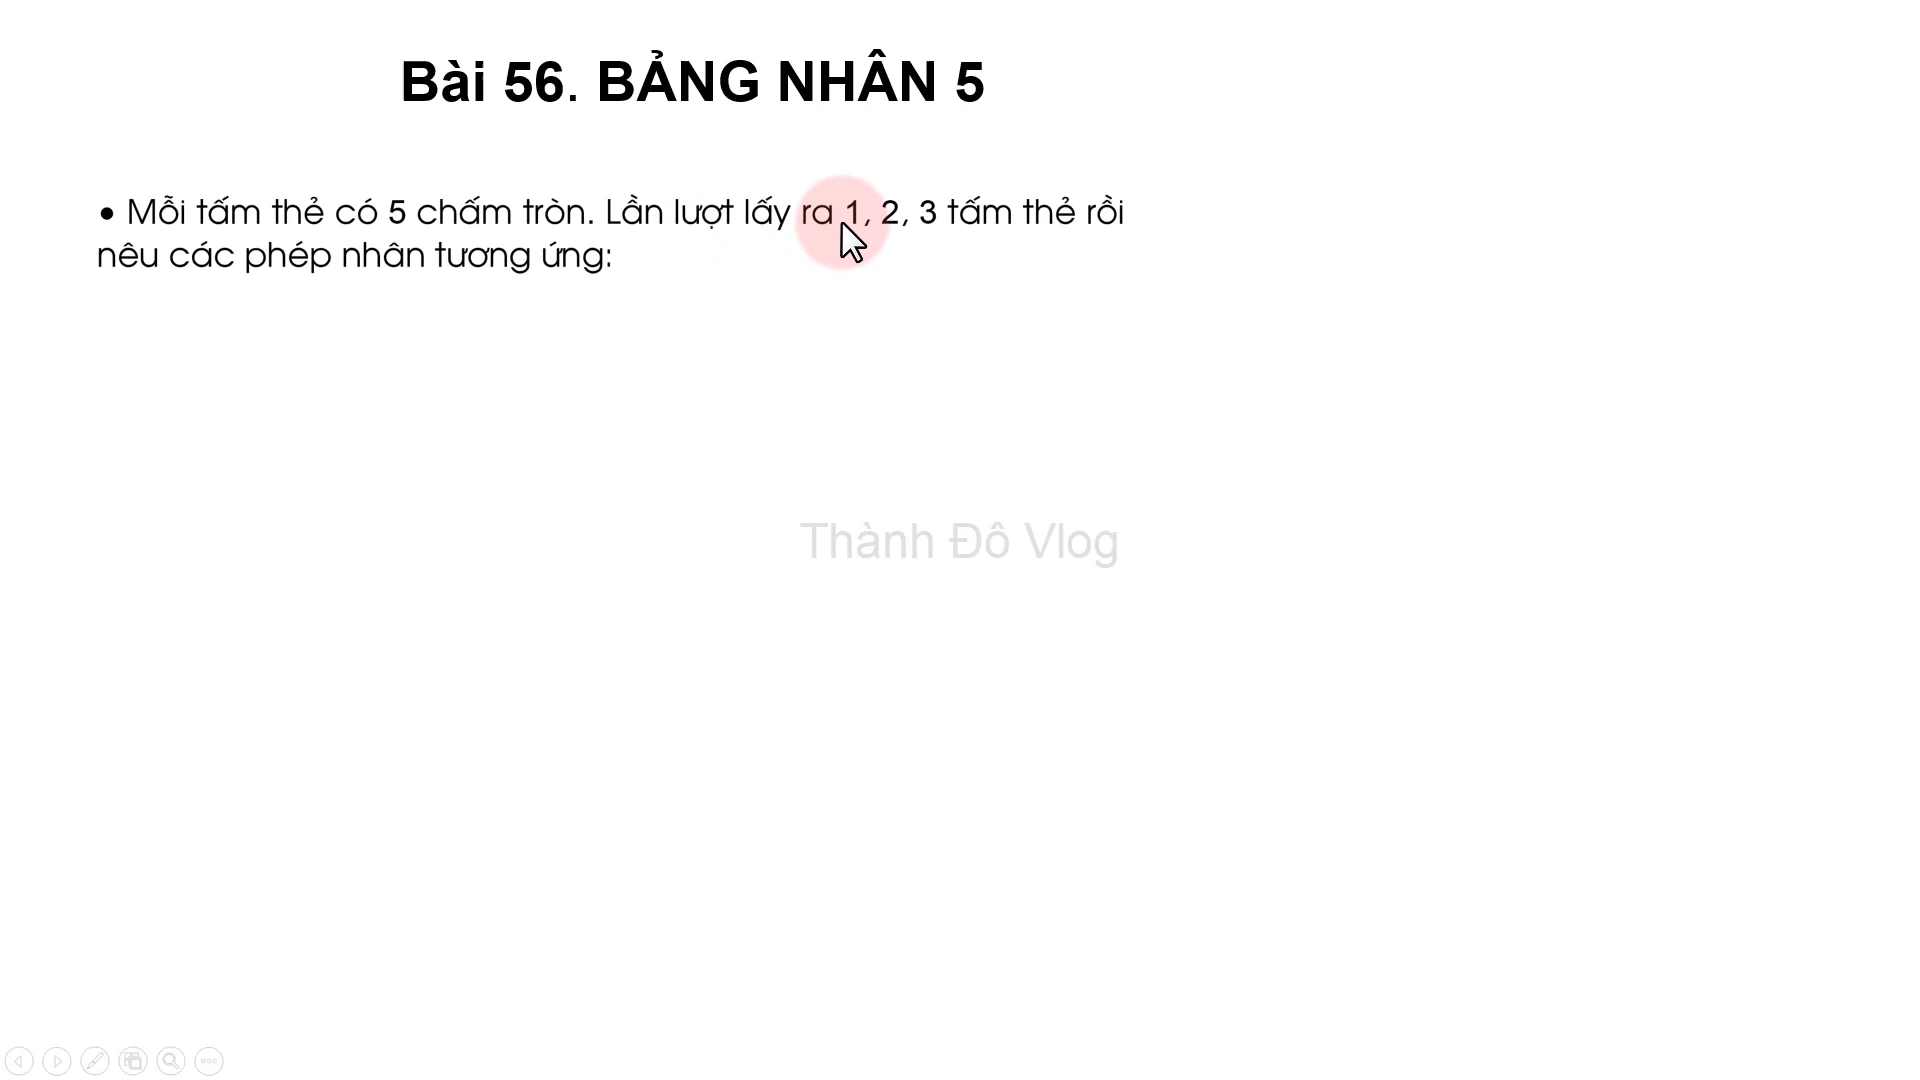 Bài 56. BẢNG NHÂN 5
• Mỗi tấm thẻ có 5 chấm tròn. Lần lượt lấy ra 1, 2, 3 tấm thẻ rồi
nêu các phép nhân tương ứng:
Thành Đô Vlog